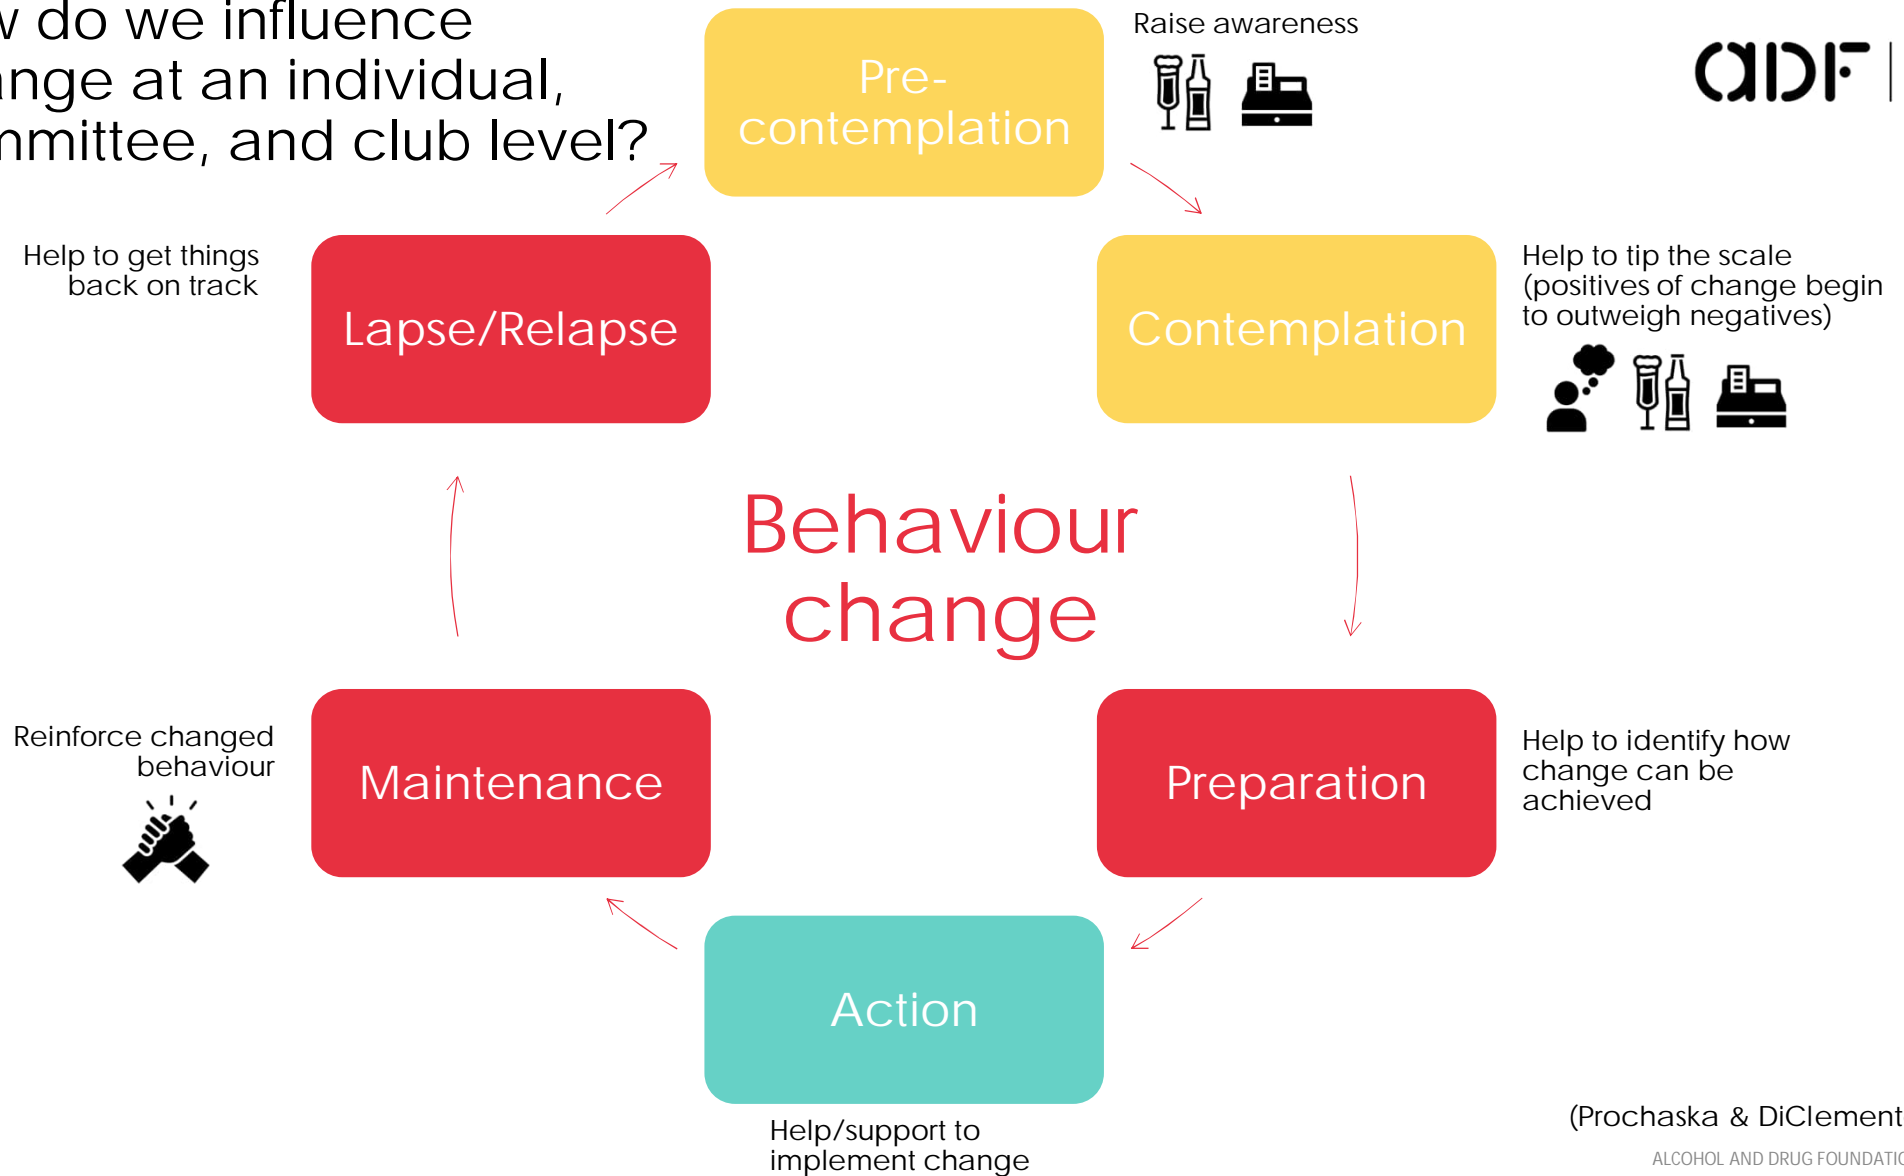 w do we influence
ange at an individual,
mmittee, and club level?
Pre-
contemplation
Raise awareness
ADF
Help to get things
back on track
Lapse/Relapse
Contemplation
Help to tip the scale
(positives of change begin
to outweigh negatives)
Behaviour
change
Reinforce changed
behaviour
Maintenance
Preparation
Help to identify how
change can be
achieved
Action
Help/support to
implement change
(Prochaska & DiClement
ALCOHOL AND DRUG FOUNDATIO